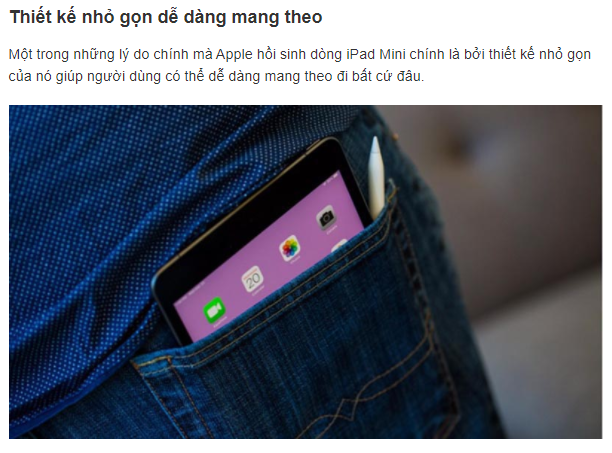 Thiết kế nhỏ gọn dễ dàng mang theo
Một trong những lý do chính mà Apple hồi sinh dòng iPad Mini chính là bởi thiết kế nhỏ gọn
của nó giúp người dùng có thể dễ dàng mang theo đi bất cứ đâu.
20